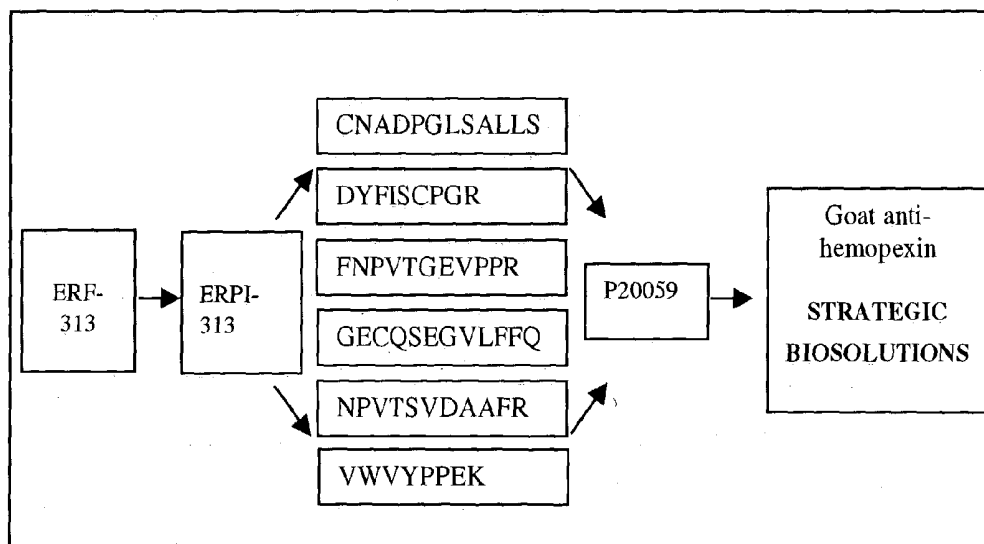 CNADPGLSALLS
DYFISCPGR
FNPVTGEVPPR
GECQSEGVLFFQ
NPVTSVDAAFR
VWVYPPEK
ERF-
313
ERPI-
313
P20059
Goat anti-
hemopexin
STRATEGIC
BIOSOLUTIONS